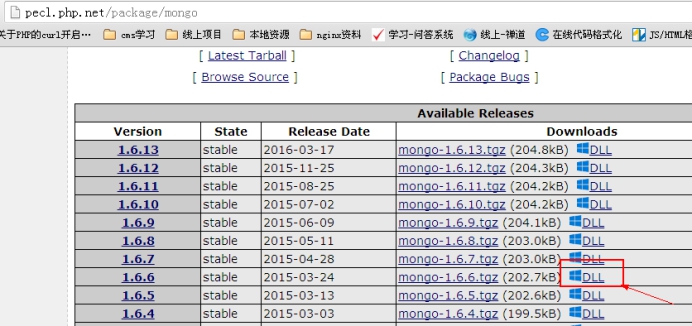 pecl.php.net/package/mongo
关于PHP的curl开启… cms学习 线上项目 本地资源 nginx资料 学习-问答系统 线上-禅道 在线代码格式化 JS/HTML格
[ Latest Tarball ] [ Changelog ]
[ Browse Source ] [ Package Bugs ]
Available Releases
Version State Release Date Downloads
1.6.13 stable 2016-03-17 mongo-1.6.13.tgz (204.8kB) DLL
1.6.12 stable 2015-11-25 mongo-1.6.12.tgz (204.3kB) DLL
1.6.11 stable 2015-08-25 mongo-1.6.11.tgz (204.2kB) DLL
1.6.10 stable 2015-07-02 mongo-1.6.10.tgz (204.2kB) DLL
1.6.9 stable 2015-06-09 mongo-1.6.9.tgz (204.1kB) DLL
1.6.8 stable 2015-05-11 mongo-1.6.8.tgz (203.0kB) DLL
1.6.7 stable 2015-04-28 mongo-1.6.7.tgz (203.0kB) DLL
1.6.6 stable 2015-03-24 mongo-1.6.6.tgz (202.7kB) DLL
1.6.5 stable 2015-03-13 mongo-1.6.5.tgz (202.6kB) DLL
1.6.4 stable 2015-03-03 mongo-1.6.4.tgz (199.5kB) DLL